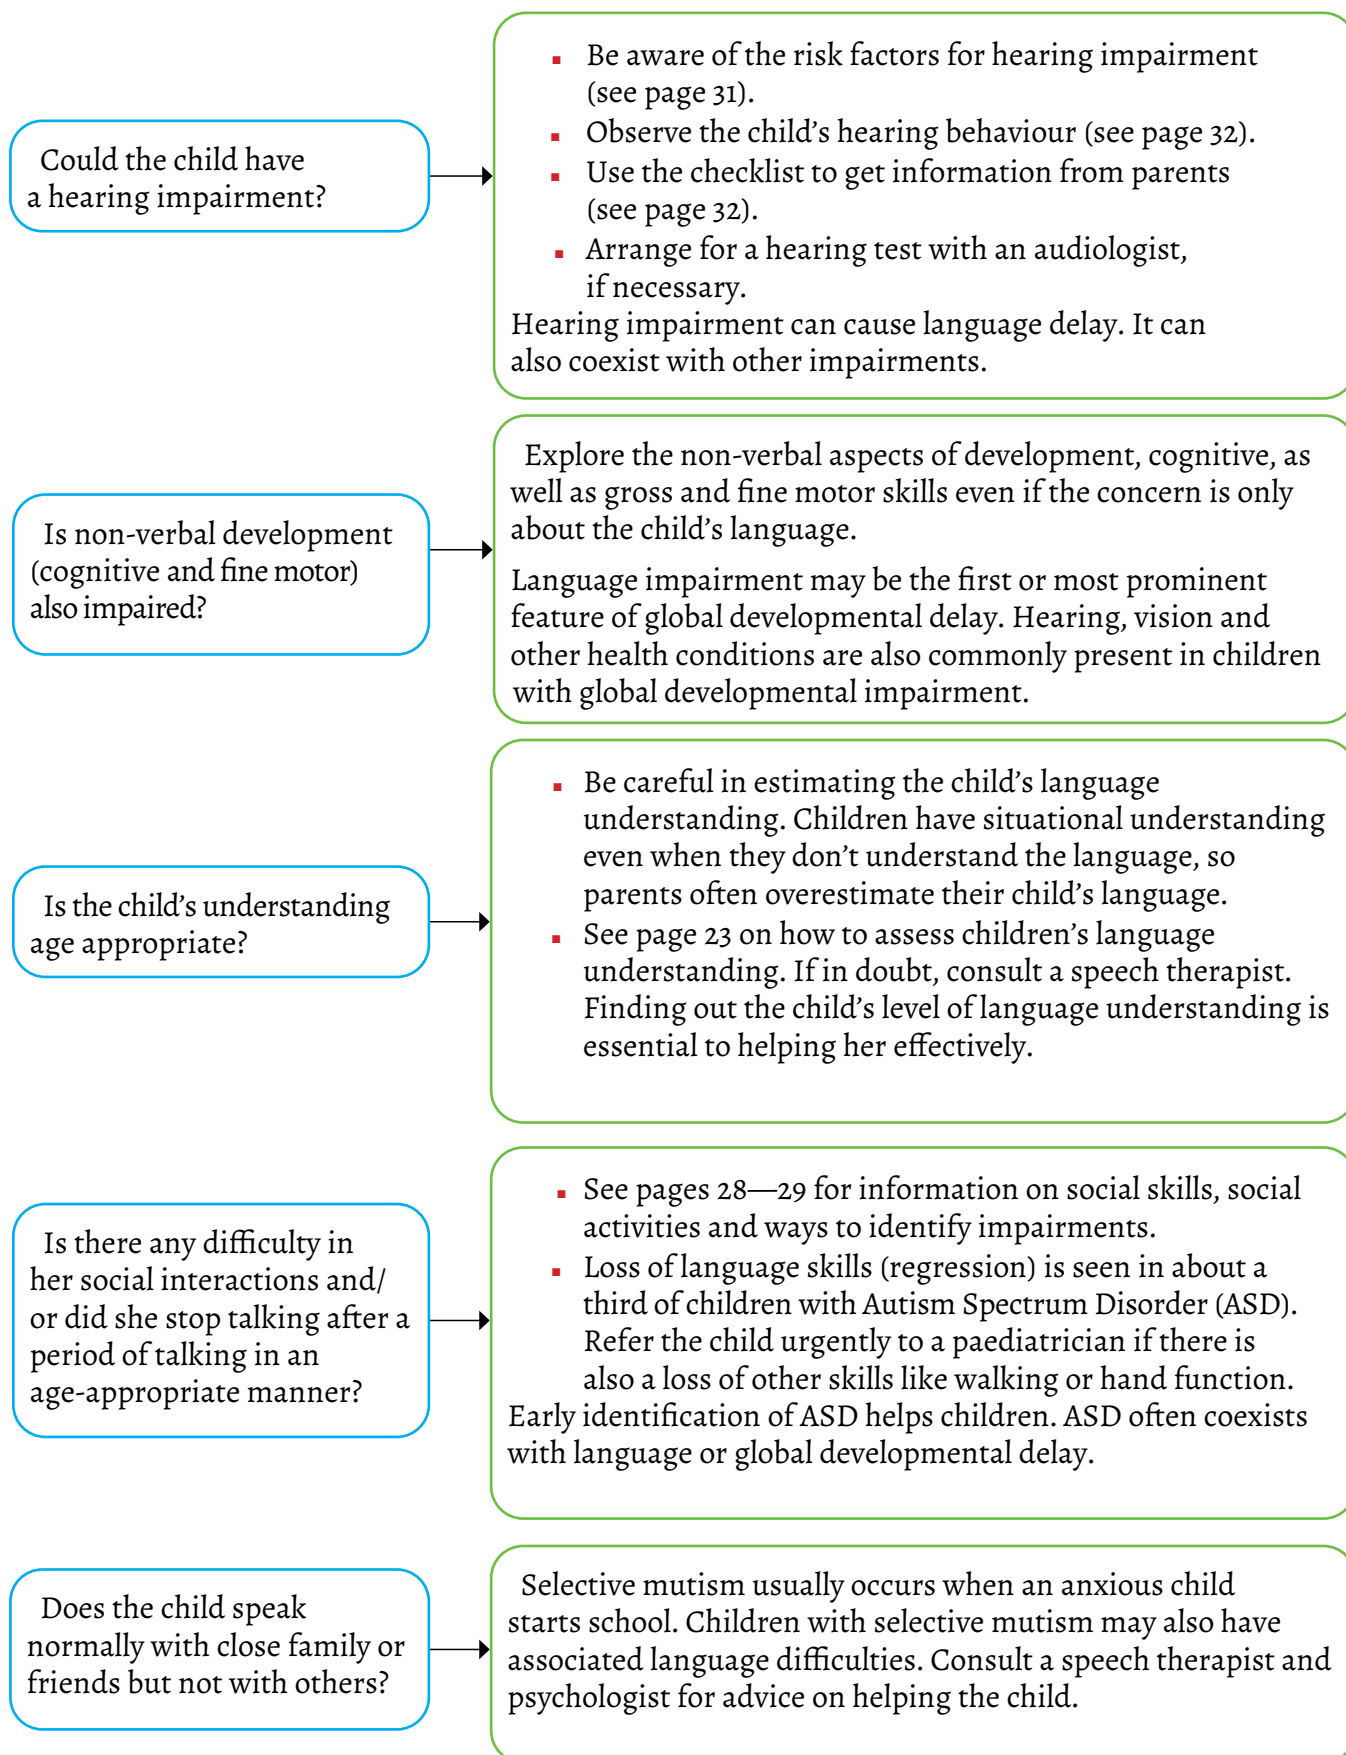 Could the child have
a hearing impairment?
▪ Be aware of the risk factors for hearing impairment
(see page 31).
▪ Observe the child’s hearing behaviour (see page 32).
▪ Use the checklist to get information from parents
(see page 32).
▪ Arrange for a hearing test with an audiologist,
if necessary.
Hearing impairment can cause language delay. It can
also coexist with other impairments.
Is non-verbal development
(cognitive and fine motor)
also impaired?
Explore the non-verbal aspects of development, cognitive, as
well as gross and fine motor skills even if the concern is only
about the child’s language.
Language impairment may be the first or most prominent
feature of global developmental delay. Hearing, vision and
other health conditions are also commonly present in children
with global developmental impairment.
Is the child’s understanding
age appropriate?
▪ Be careful in estimating the child’s language
understanding. Children have situational understanding
even when they don’t understand the language, so
parents often overestimate their child’s language.
▪ See page 23 on how to assess children’s language
understanding. If in doubt, consult a speech therapist.
Finding out the child’s level of language understanding is
essential to helping her effectively.
Is there any difficulty in
her social interactions and/
or did she stop talking after a
period of talking in an
age-appropriate manner?
▪ See pages 28—29 for information on social skills, social
activities and ways to identify impairments.
▪ Loss of language skills (regression) is seen in about a
third of children with Autism Spectrum Disorder (ASD).
Refer the child urgently to a paediatrician if there is
also a loss of other skills like walking or hand function.
Early identification of ASD helps children. ASD often coexists
with language or global developmental delay.
Does the child speak
normally with close family or
friends but not with others?
Selective mutism usually occurs when an anxious child
starts school. Children with selective mutism may also have
associated language difficulties. Consult a speech therapist and
psychologist for advice on helping the child.